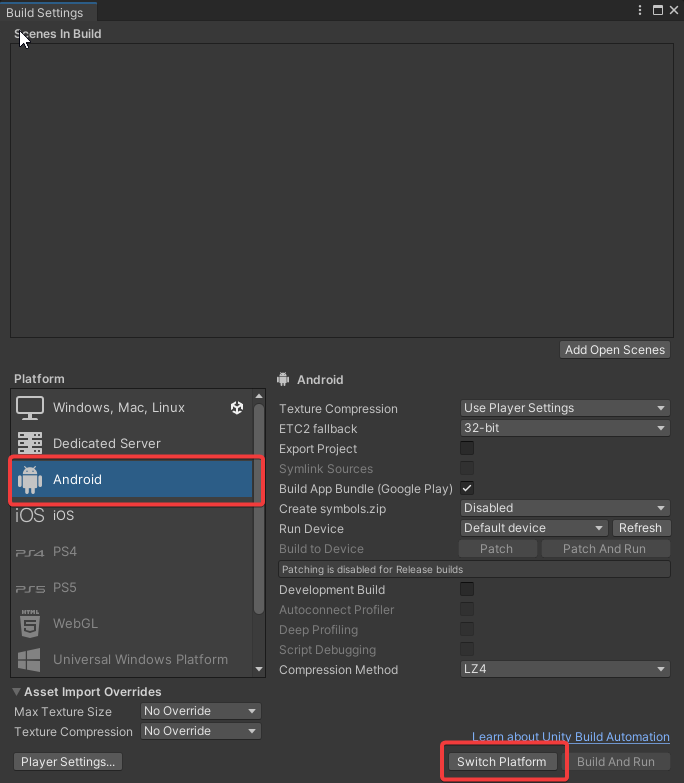 Build Settings
Scenes In Build
Add Open Scenes
Platform
Windows, Mac, Linux
Dedicated Server
Android
iOS iOS
PS4 PS4
PS5 PS5
HTML 5 WebGL
Universal Windows Platform
Asset Import Overrides
Max Texture Size No Override
Texture Compression No Override
Player Settings...
Android
Texture Compression Use Player Settings
ETC2 fallback 32-bit
Export Project
Symlink Sources
Build App Bundle (Google Play)
Create symbols.zip Disabled
Run Device Default device Refresh
Build to Device Patch Patch And Run
Patching is disabled for Release builds
Development Build
Autoconnect Profiler
Deep Profiling
Script Debugging
Compression Method LZ4
Learn about Unity Build Automation
Switch Platform Build And Run